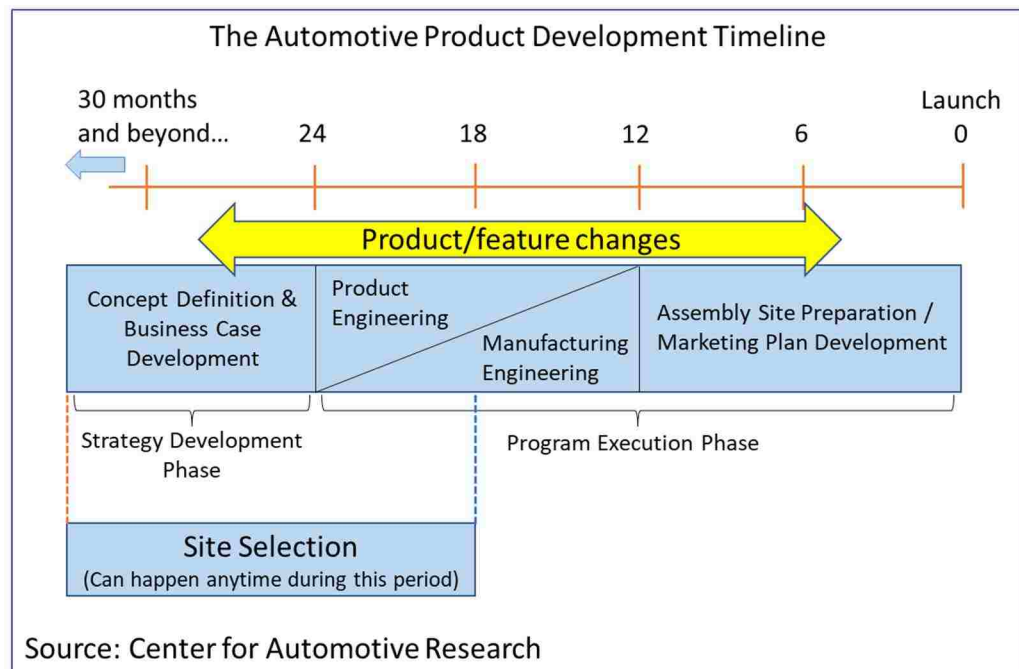 The Automotive Product Development Timeline
30 months
and beyond...
24
18
12
6
Launch
0
Product/feature changes
Concept Definition &
Business Case
Development
Product
Engineering
Manufacturing
Engineering
Assembly Site Preparation /
Marketing Plan Development
Strategy Development
Phase
Program Execution Phase
Site Selection
(Can happen anytime during this period)
Source: Center for Automotive Research